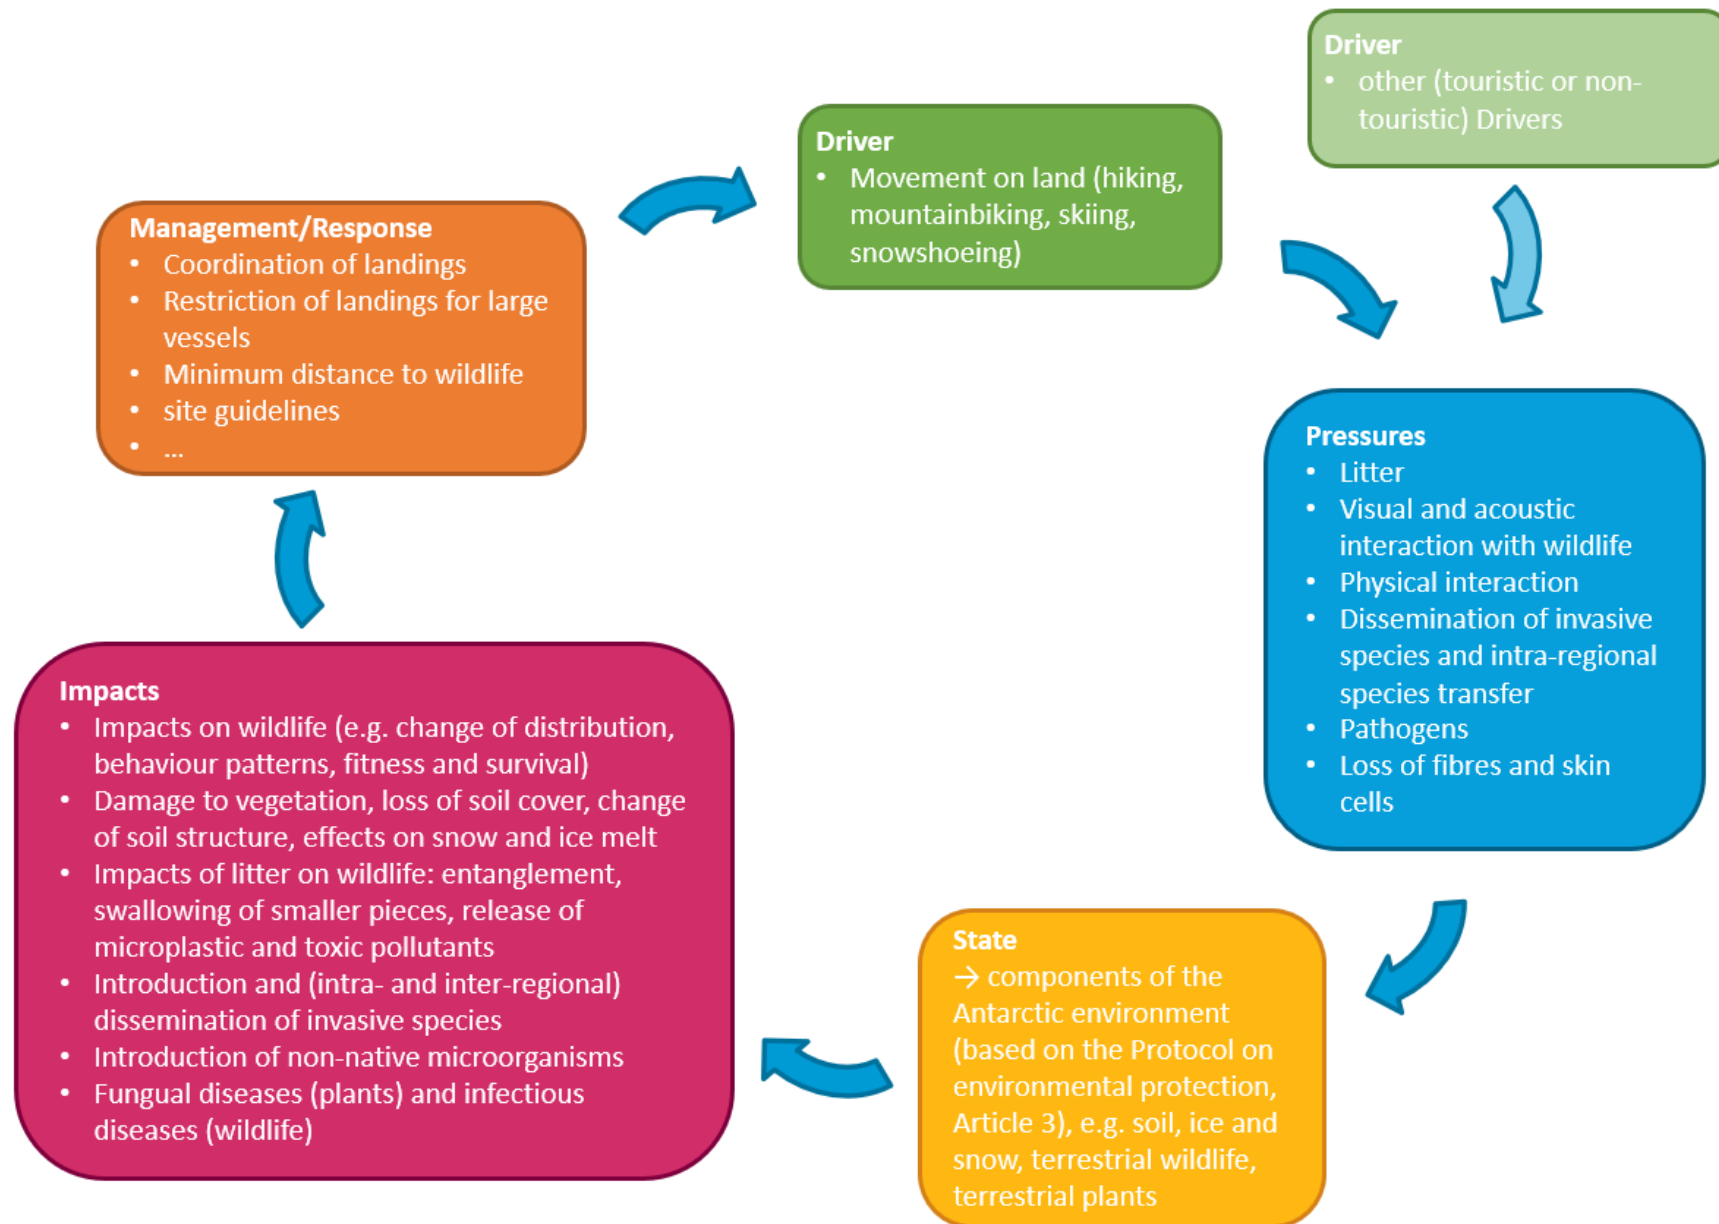 Driver
• other (touristic or non-
touristic) Drivers
Driver
• Movement on land (hiking,
mountainbiking, skiing,
snowshoeing)
Management/Response
• Coordination of landings
• Restriction of landings for large
vessels
• Minimum distance to wildlife
• site guidelines
• ...
Pressures
• Litter
• Visual and acoustic
interaction with wildlife
• Physical interaction
• Dissemination of invasive
species and intra-regional
species transfer
• Pathogens
• Loss of fibres and skin
cells
Impacts
• Impacts on wildlife (e.g. change of distribution,
behaviour patterns, fitness and survival)
• Damage to vegetation, loss of soil cover, change
of soil structure, effects on snow and ice melt
• Impacts of litter on wildlife: entanglement,
swallowing of smaller pieces, release of
microplastic and toxic pollutants
• Introduction and (intra- and inter-regional)
dissemination of invasive species
• Introduction of non-native microorganisms
• Fungual diseases (plants) and infectious
diseases (wildlife)
State
→ components of the
Antarctic environment
(based on the Protocol on
environmental protection,
Article 3), e.g. soil, ice and
snow, terrestrial wildlife,
terrestrial plants